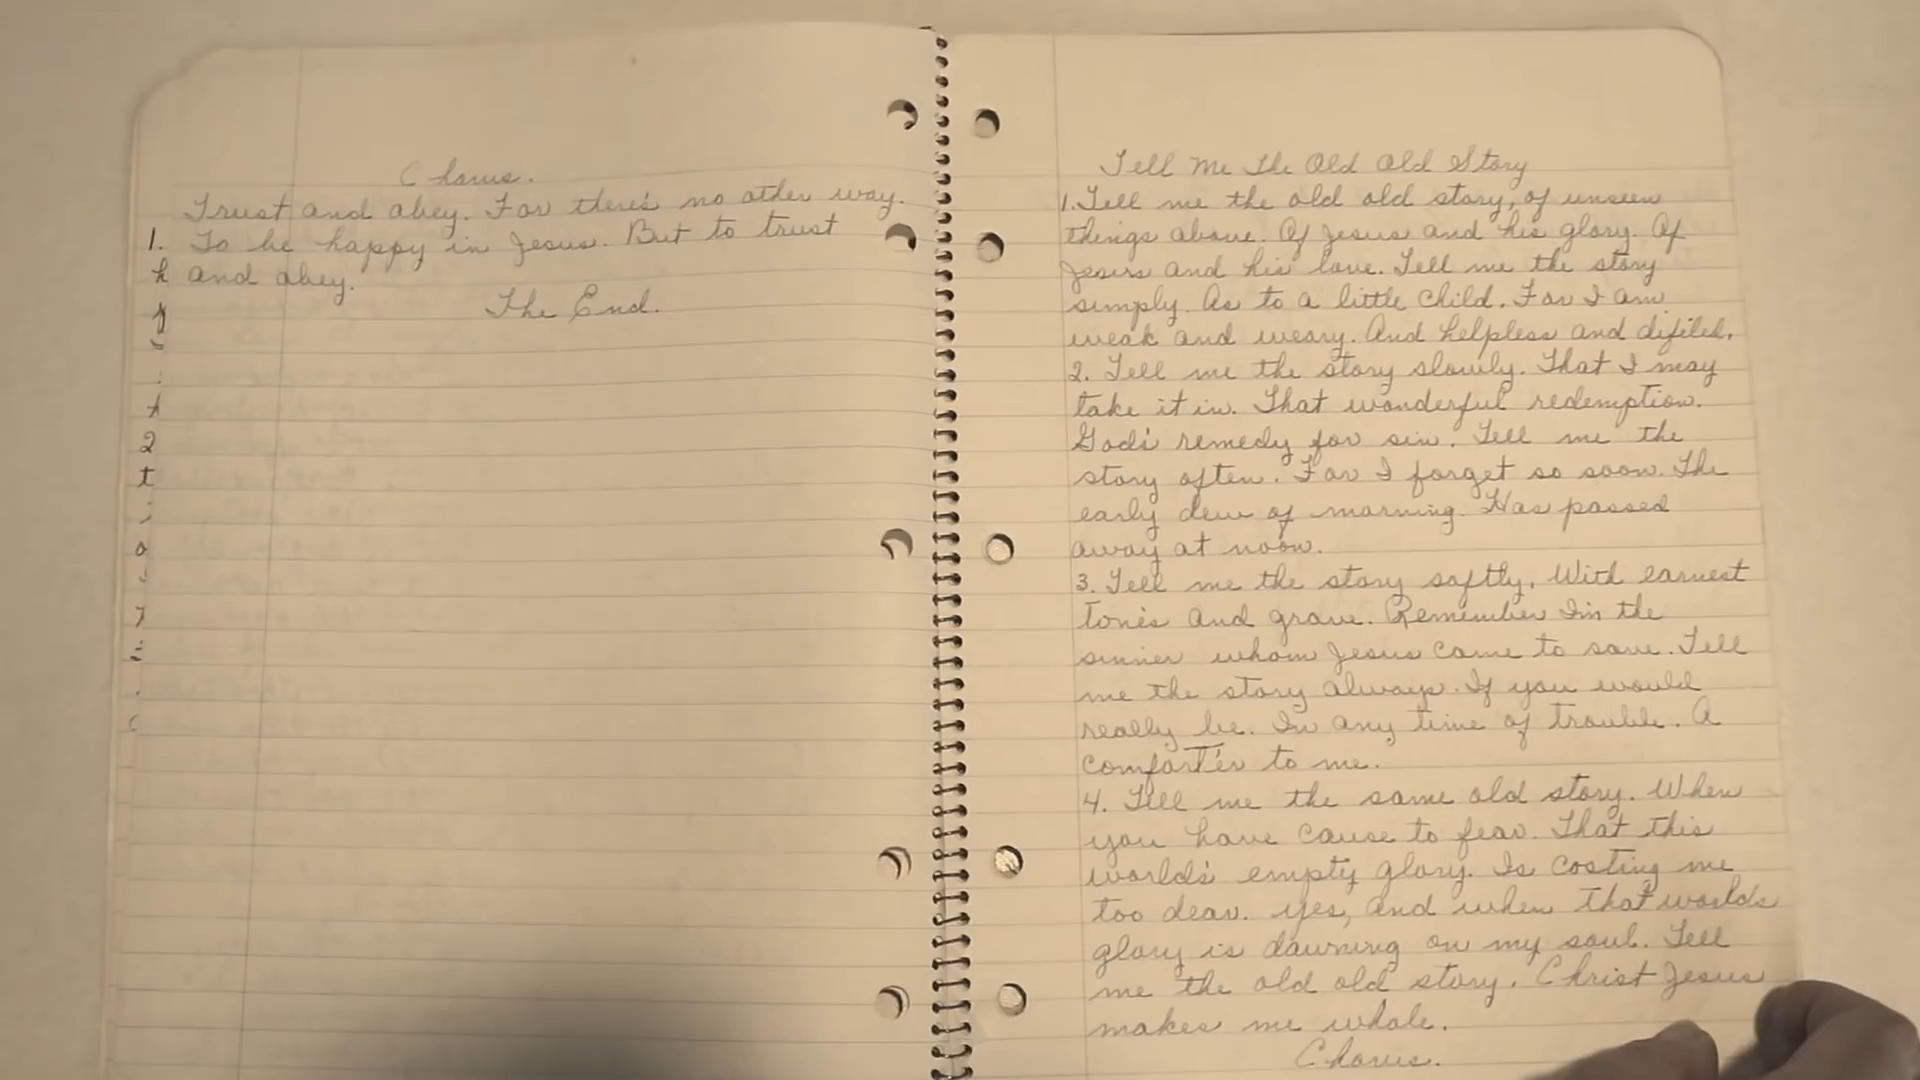 Chorus.
Trust and obey. For there's no other way.
To be happy in Jesus. But to trust
and obey.
The End.
Tell Me The Old Old Story
1. Tell me the old old story, of unseen
things above. Of Jesus and his glory. Of
Jesus and his love. Tell me the story
simply. As to a little child. For I am
weak and weary. And helpless and difiled.
2. Tell me the story slowly. That I may
take it in. That wonderful redemption.
God's remedy for sin. Tell me the
story often. For I forget so soon. The
early dew of morning. Has passed
away at noon.
3. Tell me the story softly. With earnest
tones and grave. Remember Im the
sinner whom Jesus came to save. Tell
me the story always. If you would
really be. In any time of trouble. A
comforter to me.
4. Tell me the same old story. When
you have cause to fear. That this
world's empty glory. Is costing me
too dear. yes, and when that worlds
glory is dawning on my soul. Tell
me the old old story. Christ Jesus
makes me whole.
Chorus.